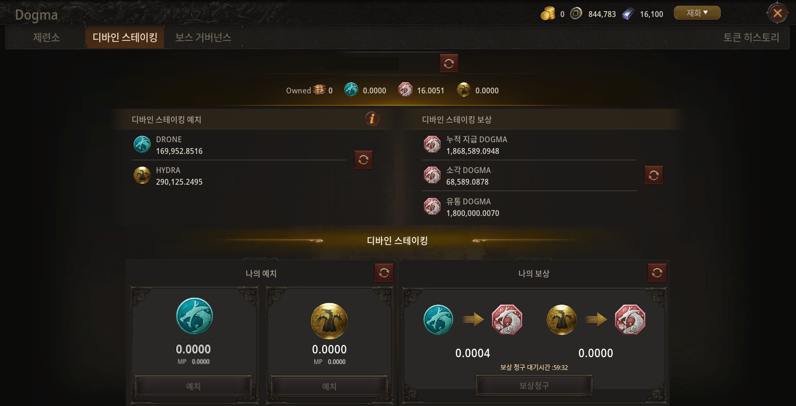 Dogma
0
844,783
16,100
재화 ▼
제련소
디바인 스테이킹
보스 거버넌스
토큰 히스토리
Owned 0 0.0000 16.0051 0.0000
디바인 스테이킹 예치
DRONE
169,952.8516
HYDRA
290,125.2495
디바인 스테이킹 보상
누적 지급 DOGMA
1,868,589.0948
소각 DOGMA
68,589.0878
유통 DOGMA
1,800,000.0070
디바인 스테이킹
나의 예치
0.0000
MP 0.0000
예치
0.0000
MP 0.0000
예치
나의 보상
0.0004
0.0000
보상 청구 대기시간 :59:32
보상청구